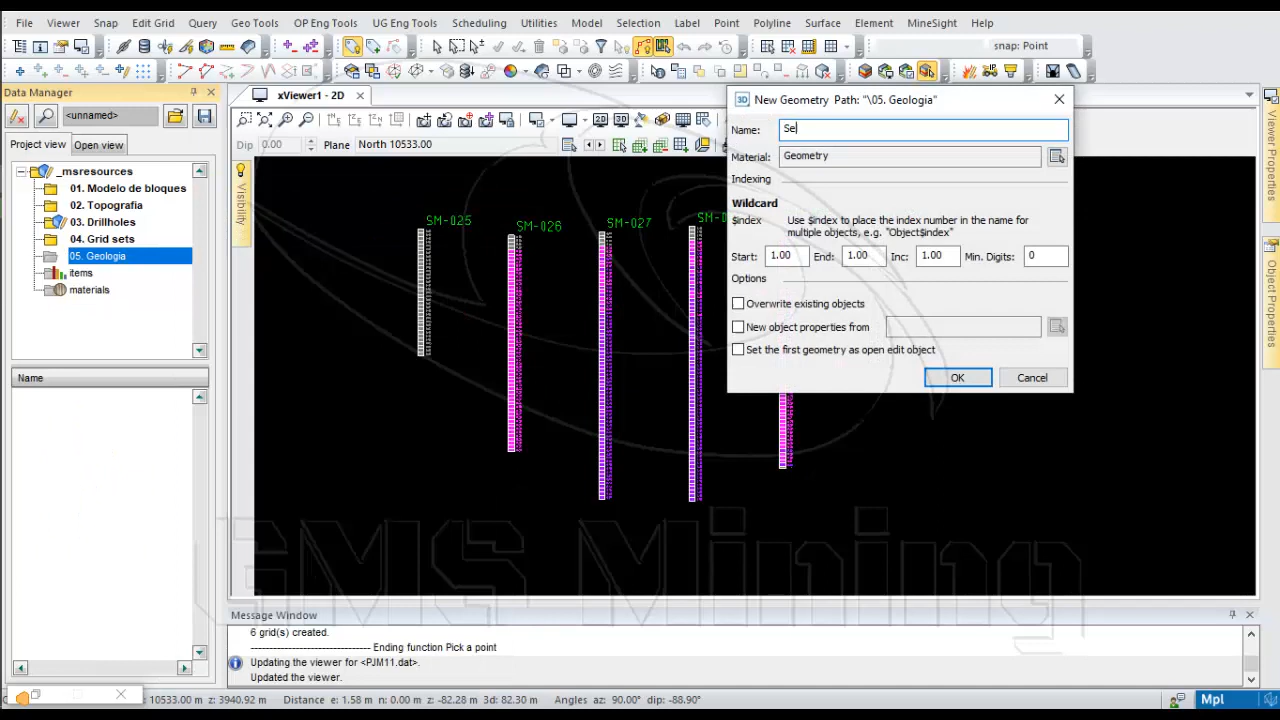 File Viewer Snap Edit Grid Query Geo Tools OP Eng Tools UG Eng Tools Scheduling Utilities Model Selection Label Point Polyline Surface Element MineSight Help
snap: Point
Data Manager
xViewer1 - 2D
<unnamed>
Project view Open view
Dip 0.00 Plane North 10533.00
_msresources
01. Modelo de bloques
02. Topografia
03. Drillholes
04. Grid sets
05. Geologia
items
materials
Name
Visibility
SM-025 SM-026 SM-027
New Geometry Path: "\05. Geologia"
Name: Se
Material: Geometry
Indexing
Wildcard
$index Use $index to place the index number in the name for
multiple objects, e.g. "Object$index"
Start: 1.00 End: 1.00 Inc: 1.00 Min. Digits: 0
Options
Overwrite existing objects
New object properties from
Set the first geometry as open edit object
OK Cancel
Viewer Properties
Object Properties
GMS Mining
Message Window
6 grid(s) created.
------------------------------ Ending function Pick a point
Updating the viewer for <PJM11.dat>.
Updated the viewer.
10533.00 m z: 3940.92 m Distance e: 1.58 m n: 0.00 m z: -82.28 m 3d: 82.30 m Angles az: 90.00° dip: -88.90°
Mpl